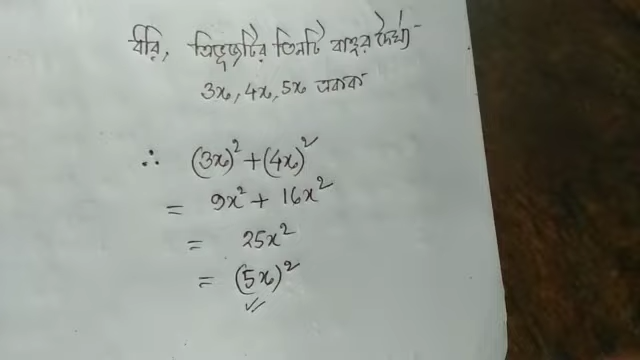 ধরি, ত্রিভুজটির তিনটি বাহুর দৈর্ঘ্য-
3x, 4x, 5x একক
∴ (3x)² + (4x)²
= 9x² + 16x²
= 25x²
= (5x)²